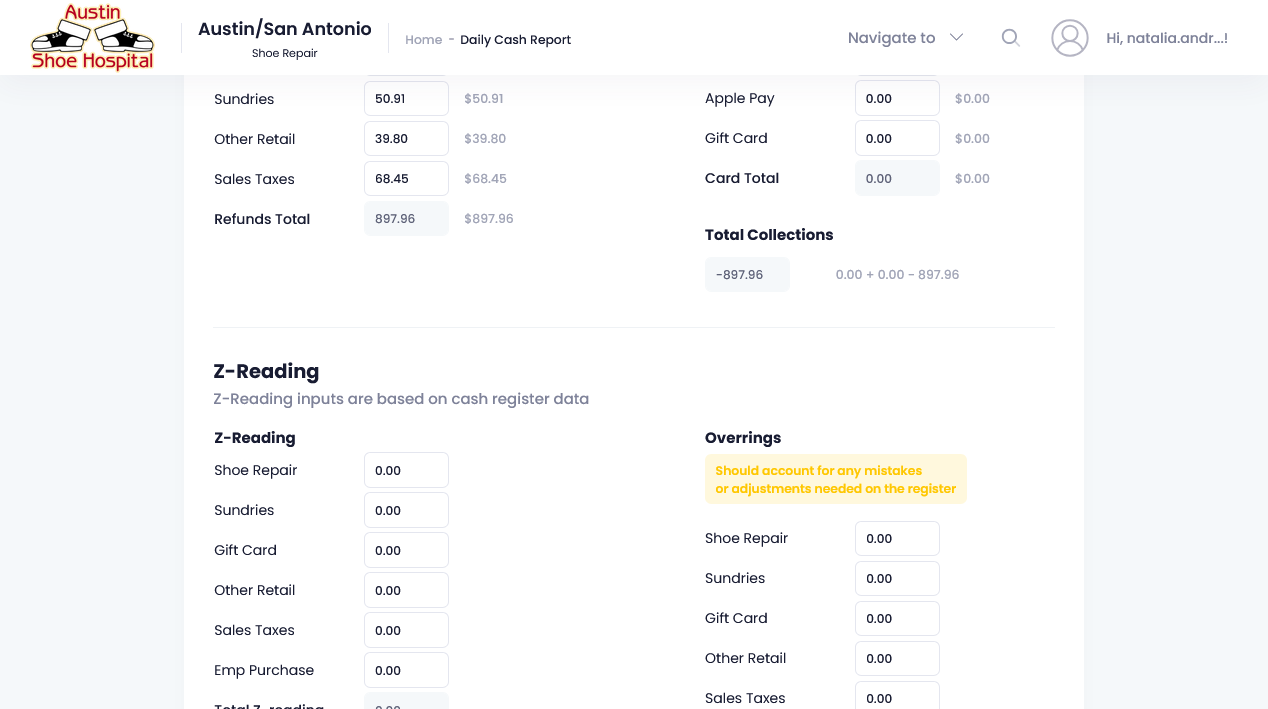 Austin
Shoe Hospital
Austin/San Antonio
Shoe Repair
Home - Daily Cash Report
Navigate to
Hi, natalia.andr...!
Sundries 50.91 $50.91
Other Retail 39.80 $39.80
Sales Taxes 68.45 $68.45
Refunds Total 897.96 $897.96
Apple Pay 0.00 $0.00
Gift Card 0.00 $0.00
Card Total 0.00 $0.00
Total Collections
-897.96 0.00 + 0.00 - 897.96
Z-Reading
Z-Reading inputs are based on cash register data
Z-Reading
Shoe Repair 0.00
Sundries 0.00
Gift Card 0.00
Other Retail 0.00
Sales Taxes 0.00
Emp Purchase 0.00
Total Z-reading 0.00
Overrings
Should account for any mistakes
or adjustments needed on the register
Shoe Repair 0.00
Sundries 0.00
Gift Card 0.00
Other Retail 0.00
Sales Taxes 0.00